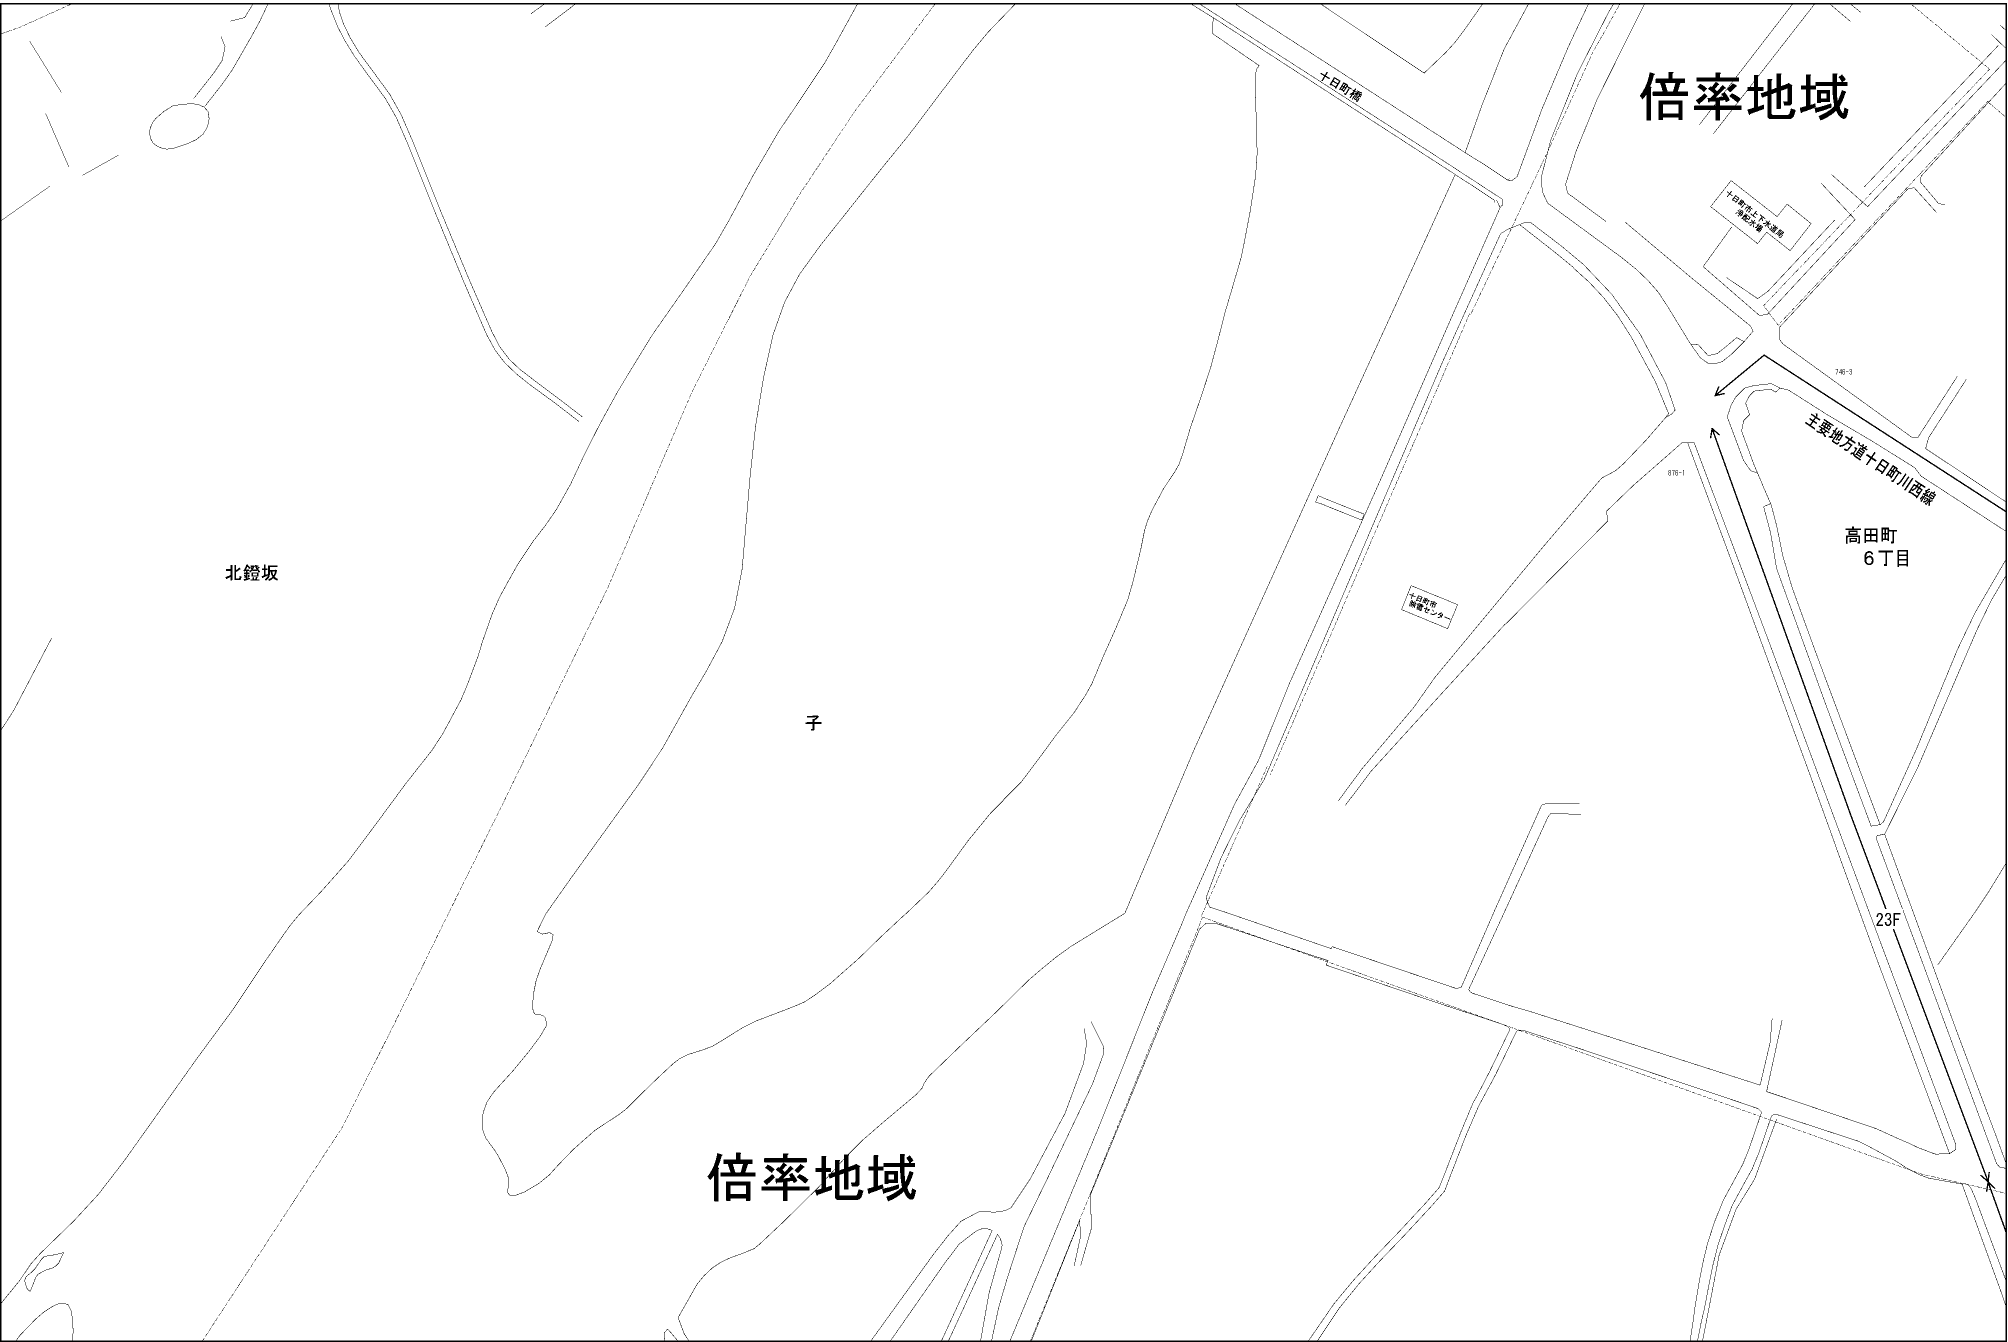 倍率地域
十日町橋
十日町市上下水道局
浄配水場
746-3
主要地方道十日町川西線
876-1
高田町
6丁目
北鐙坂
十日町市
融雪センター
子
23F
倍率地域